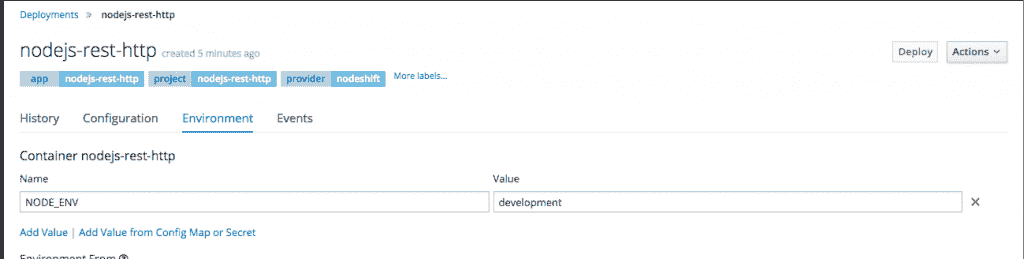 Deployments » nodejs-rest-http
nodejs-rest-http created 5 minutes ago
Deploy Actions
app nodejs-rest-http project nodejs-rest-http provider nodeshift More labels...
History Configuration Environment Events
Container nodejs-rest-http
Name Value
NODE_ENV development ×
Add Value | Add Value from Config Map or Secret
Environment From